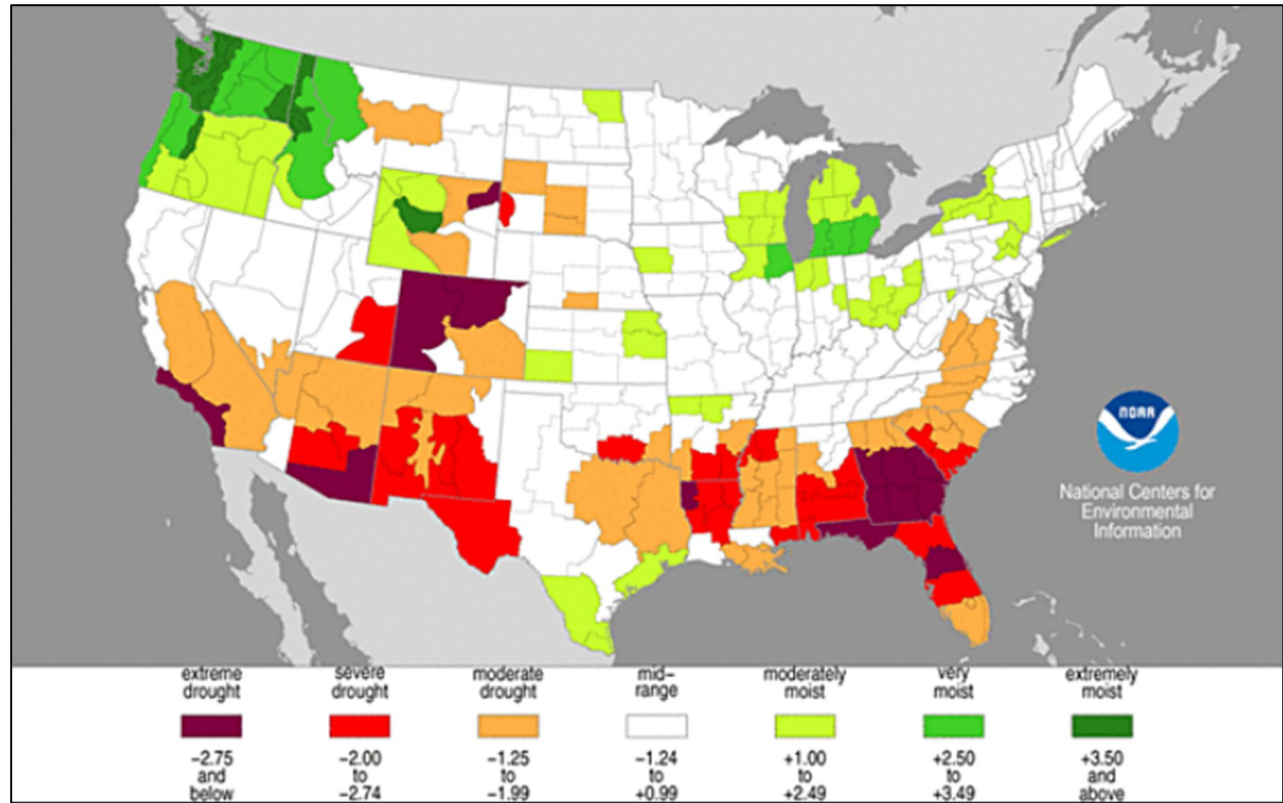 NOAA
National Centers for
Environmental
Information
extreme drought
severe drought
moderate drought
mid-range
moderately moist
very moist
extremely moist
-2.75 and below
-2.00 to -2.74
-1.25 to -1.99
-1.24 to +0.99
+1.00 to +2.49
+2.50 to +3.49
+3.50 and above